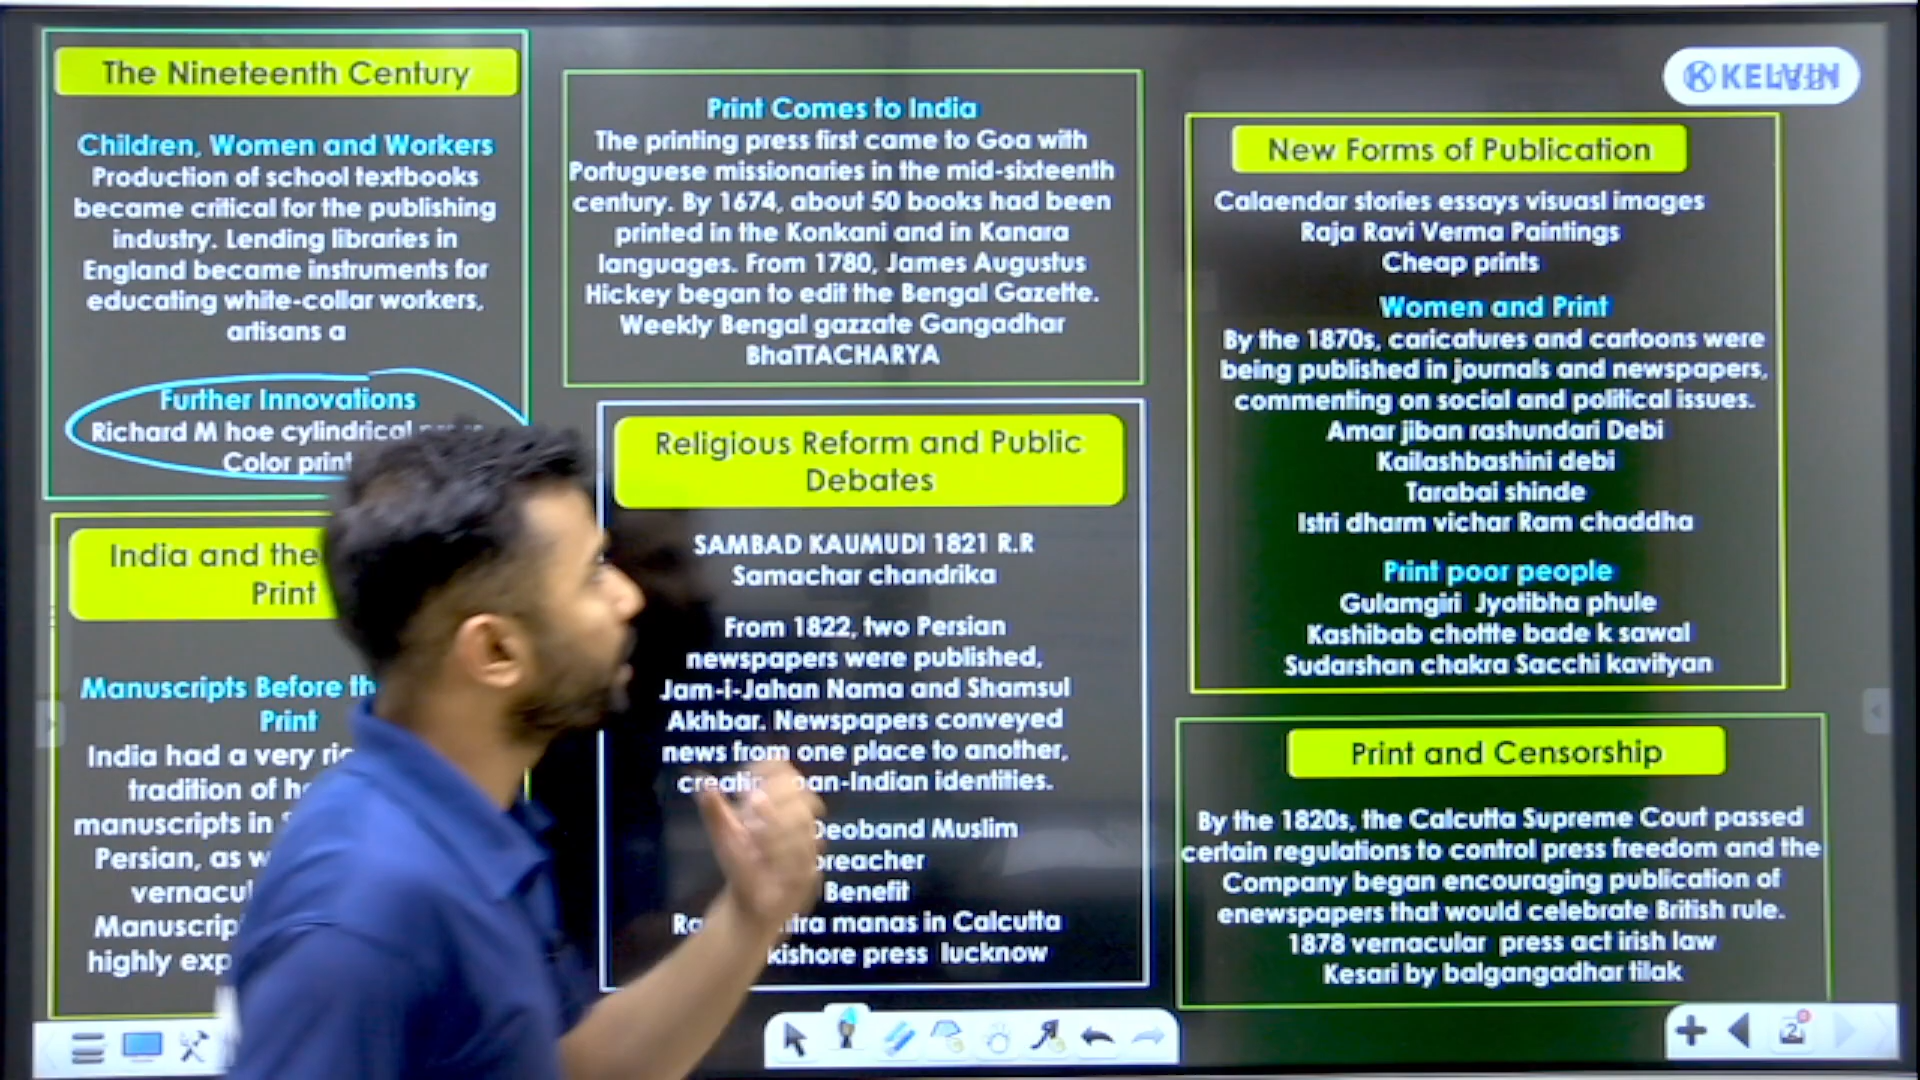 The Nineteenth Century
Children, Women and Workers
Production of school textbooks
became critical for the publishing
industry. Lending libraries in
England became instruments for
educating white-collar workers,
artisans a
Further Innovations
Richard M hoe cylindrical
Color print
India and the
Print
Manuscripts Before th
Print
India had a very ric
tradition of h
manuscripts in
Persian, as w
vernacul
Manuscrip
highly exp
Print Comes to India
The printing press first came to Goa with
Portuguese missionaries in the mid-sixteenth
century. By 1674, about 50 books had been
printed in the Konkani and in Kanara
languages. From 1780, James Augustus
Hickey began to edit the Bengal Gazette.
Weekly Bengal gazzate Gangadhar
BhaTTACHARYA
Religious Reform and Public
Debates
SAMBAD KAUMUDI 1821 R.R
Samachar chandrika
From 1822, two Persian
newspapers were published,
Jam-i-Jahan Nama and Shamsul
Akhbar. Newspapers conveyed
news from one place to another,
pan-Indian identities.
Deoband Muslim
preacher
Benefit
manas in Calcutta
kishore press lucknow
KELVIN
New Forms of Publication
Calaendar stories essays visuasl images
Raja Ravi Verma Paintings
Cheap prints
Women and Print
By the 1870s, caricatures and cartoons were
being published in journals and newspapers,
commenting on social and political issues.
Amar jiban rashundari Debi
Kailashbashini debi
Tarabai shinde
Istri dharm vichar Ram chaddha
Print poor people
Gulamgiri Jyotibha phule
Kashibab chottte bade k sawal
Sudarshan chakra Sacchi kavityan
Print and Censorship
By the 1820s, the Calcutta Supreme Court passed
certain regulations to control press freedom and the
Company began encouraging publication of
enewspapers that would celebrate British rule.
1878 vernacular press act irish law
Kesari by balgangadhar tilak
2